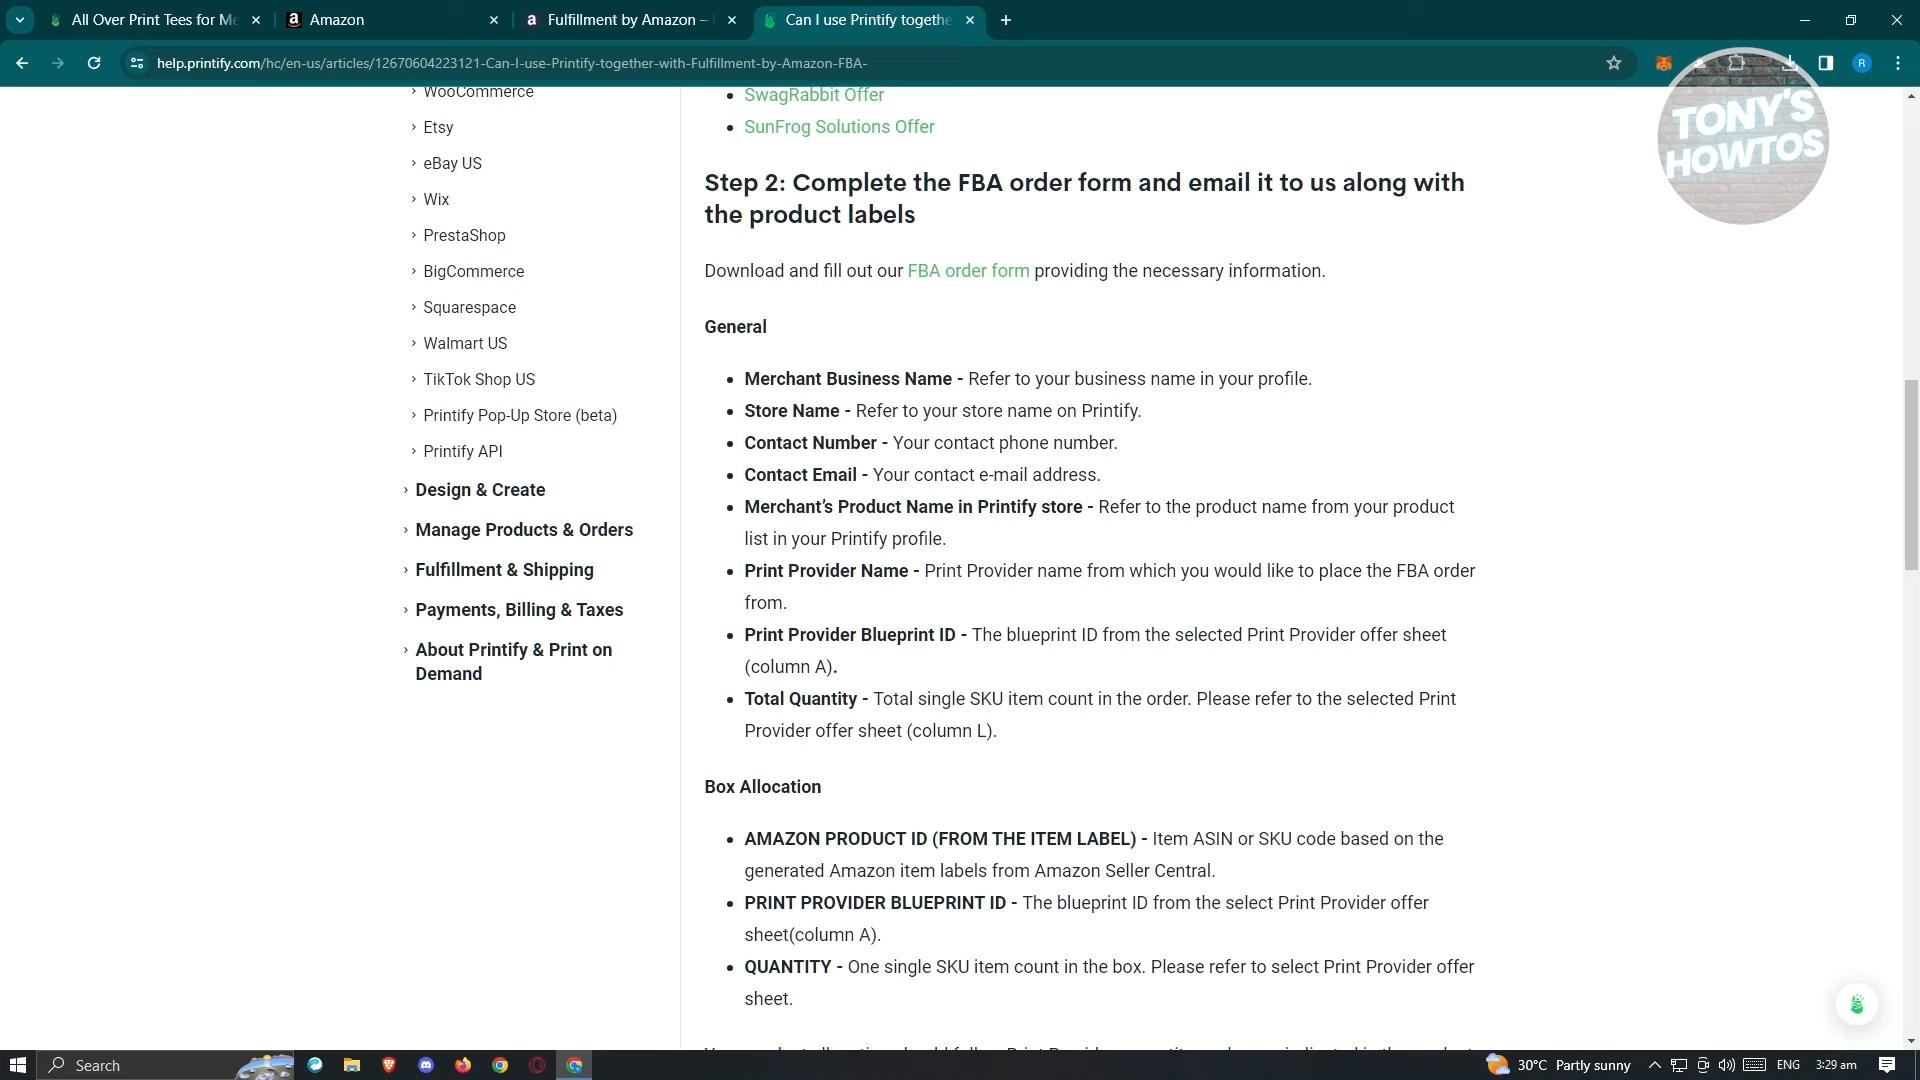 All Over Print Tees for Me
Amazon
Fulfillment by Amazon –
Can I use Printify togethe
help.printify.com/hc/en-us/articles/12670604223121-Can-I-use-Printify-together-with-Fulfillment-by-Amazon-FBA-
R
TONY'S
HOWTOS
WooCommerce
Etsy
eBay US
Wix
PrestaShop
BigCommerce
Squarespace
Walmart US
TikTok Shop US
Printify Pop-Up Store (beta)
Printify API
Design & Create
Manage Products & Orders
Fulfillment & Shipping
Payments, Billing & Taxes
About Printify & Print on
Demand
SwagRabbit Offer
SunFrog Solutions Offer
Step 2: Complete the FBA order form and email it to us along with
the product labels
Download and fill out our FBA order form providing the necessary information.
General
Merchant Business Name - Refer to your business name in your profile.
Store Name - Refer to your store name on Printify.
Contact Number - Your contact phone number.
Contact Email - Your contact e-mail address.
Merchant’s Product Name in Printify store - Refer to the product name from your product
list in your Printify profile.
Print Provider Name - Print Provider name from which you would like to place the FBA order
from.
Print Provider Blueprint ID - The blueprint ID from the selected Print Provider offer sheet
(column A).
Total Quantity - Total single SKU item count in the order. Please refer to the selected Print
Provider offer sheet (column L).
Box Allocation
AMAZON PRODUCT ID (FROM THE ITEM LABEL) - Item ASIN or SKU code based on the
generated Amazon item labels from Amazon Seller Central.
PRINT PROVIDER BLUEPRINT ID - The blueprint ID from the select Print Provider offer
sheet(column A).
QUANTITY - One single SKU item count in the box. Please refer to select Print Provider offer
sheet.
Search
30°C Partly sunny
ENG
3:29 am